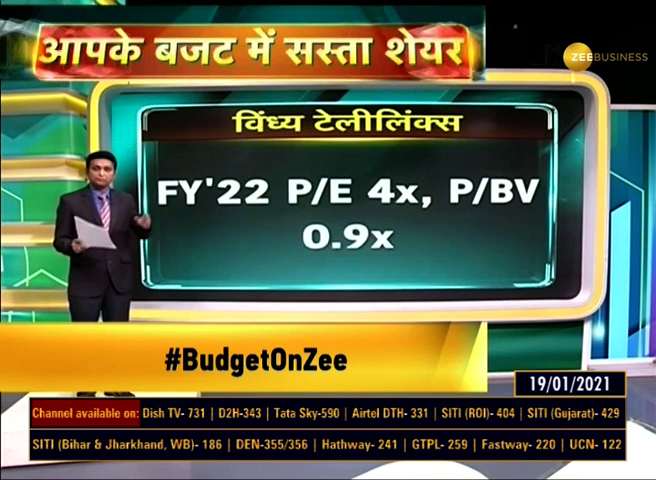 आपके बजट में सस्ता शेयर
ZEEBUSINESS
विंध्य टेलीलिंक्स
FY'22 P/E 4x, P/BV
0.9x
#BudgetOnZee
19/01/2021
Channel available on: Dish TV- 731 | D2H-343 | Tata Sky-590 | Airtel DTH- 331 | SITI (ROI)- 404 | SITI (Gujarat)- 429
SITI (Bihar & Jharkhand, WB)- 186 | DEN-355/356 | Hathway- 241 | GTPL- 259 | Fastway- 220 | UCN- 122